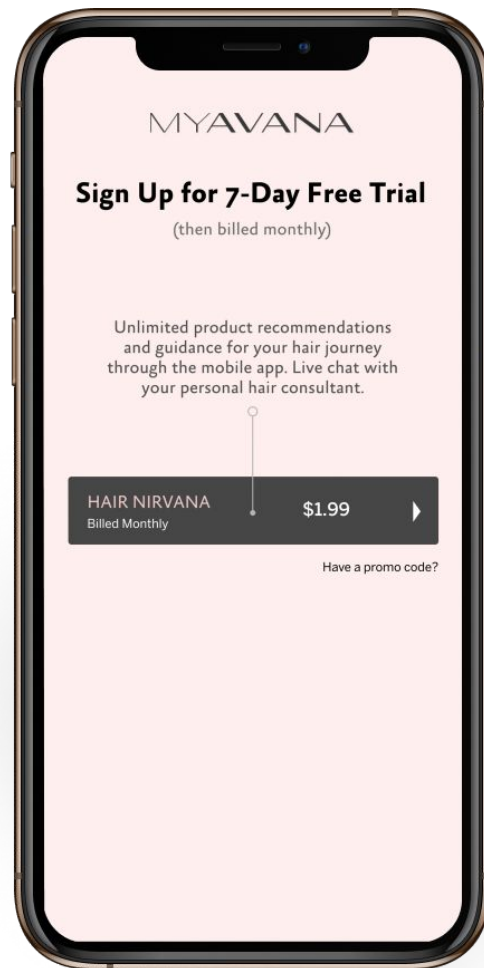 MYAVANA
Sign Up for 7-Day Free Trial
(then billed monthly)
Unlimited product recommendations
and guidance for your hair journey
through the mobile app. Live chat with
your personal hair consultant.
HAIR NIRVANA
$1.99
Billed Monthly
Have a promo code?